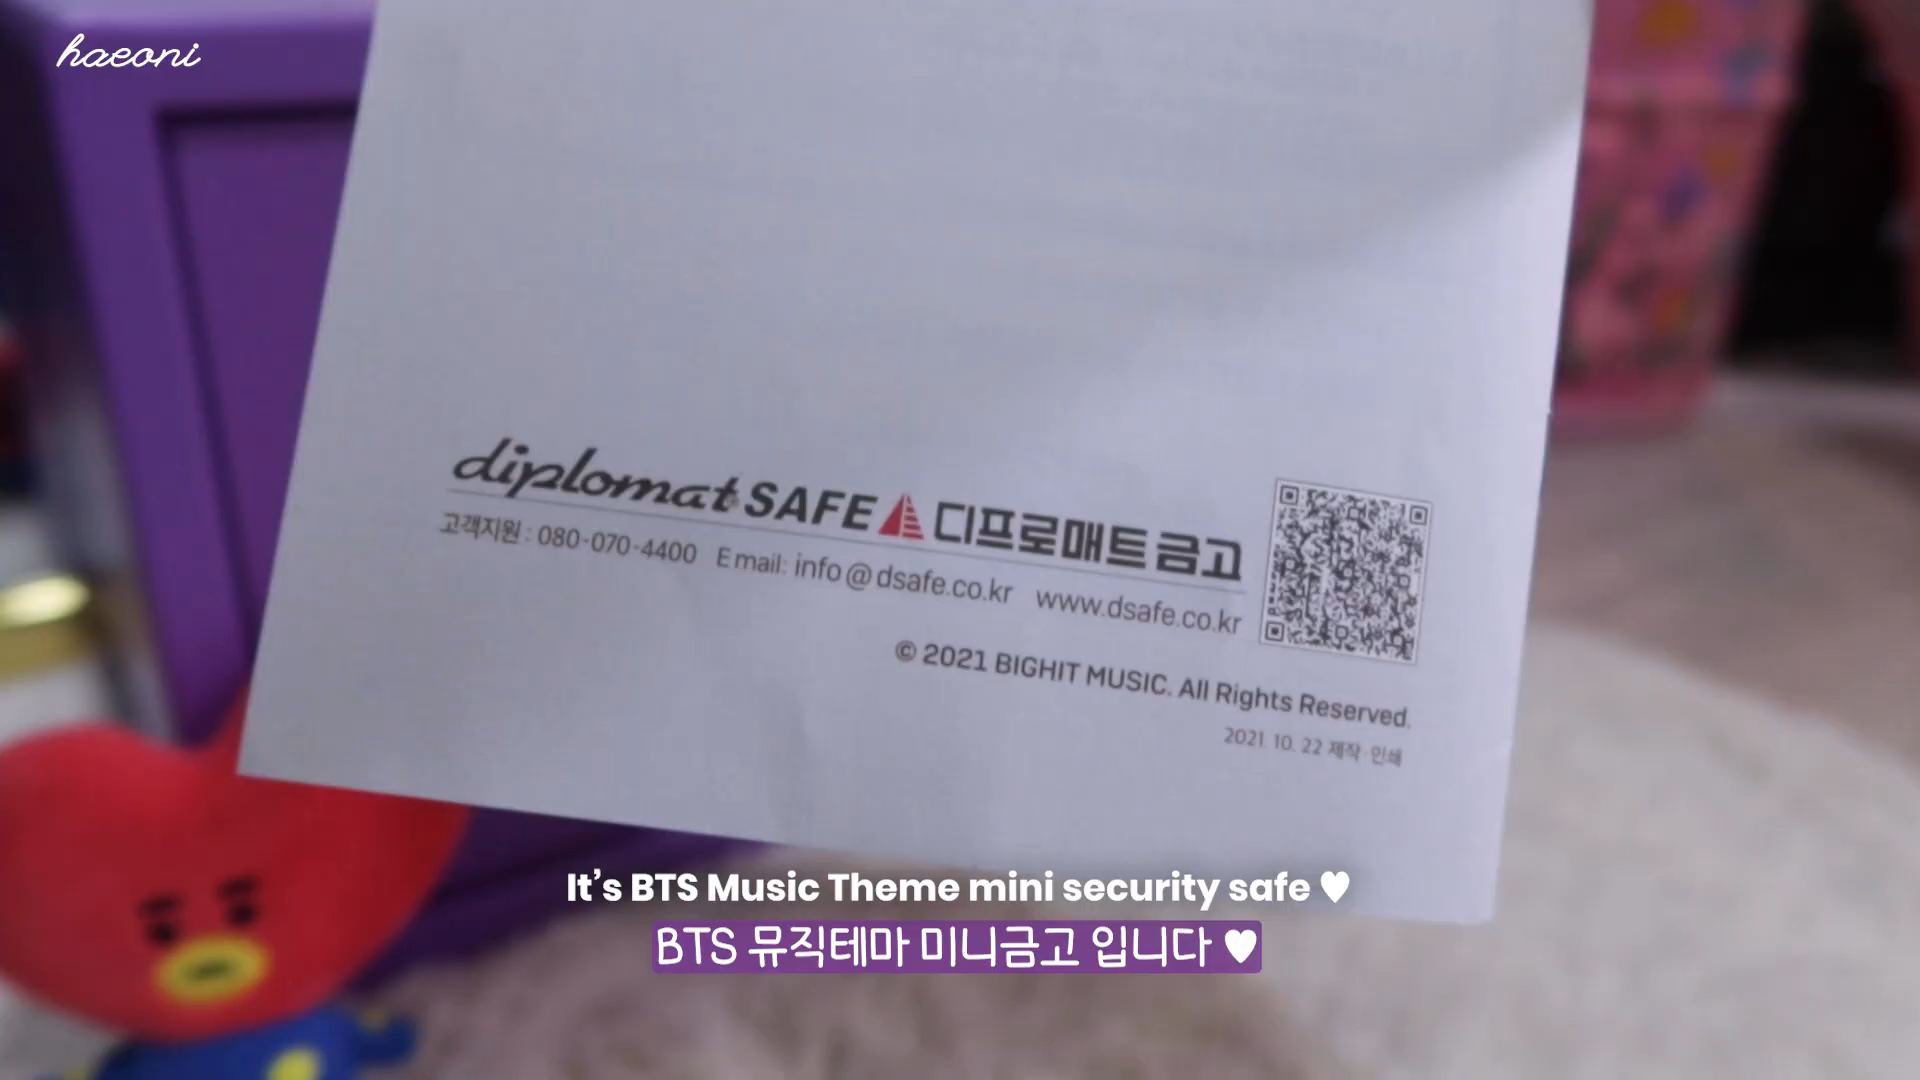 haeoni
diplomat SAFE 디프로매트금고
고객지원 : 080-070-4400 Email: info@dsafe.co.kr www.dsafe.co.kr
© 2021 BIGHIT MUSIC. All Rights Reserved.
2021. 10. 22 제작·인쇄
It's BTS Music Theme mini security safe ♥
BTS 뮤직테마 미니금고 입니다 ♥